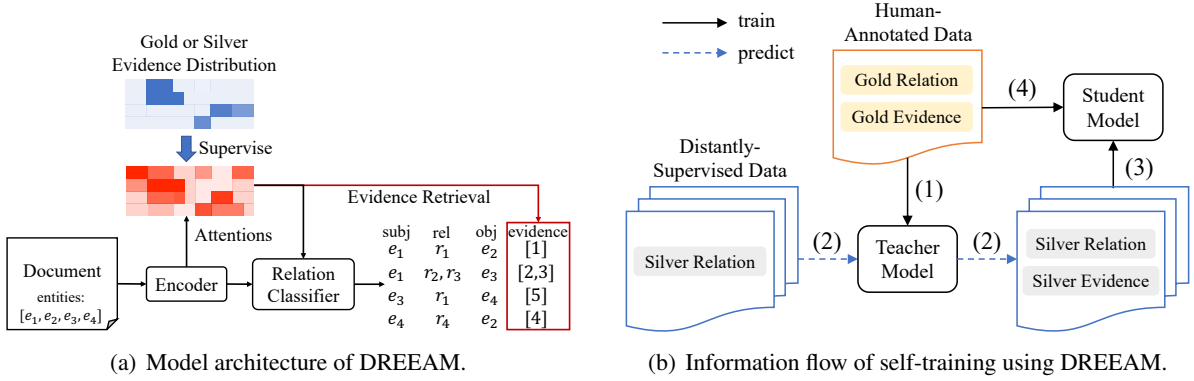 Gold or Silver
Evidence Distribution
Supervise
Evidence Retrieval
Attentions
Document
entities:
[e₁, e₂, e₃, e₄]
Encoder
Relation
Classifier
subj rel obj evidence
e₁ r₁ e₂ [1]
e₁ r₂, r₃ e₃ [2,3]
e₃ r₁ e₄ [5]
e₄ r₄ e₂ [4]
(a) Model architecture of DREEAM.
train
predict
Human-
Annotated Data
Gold Relation
Gold Evidence
(4)
Student
Model
Distantly-
Supervised Data
(1)
(3)
Silver Relation
(2)
Teacher
Model
(2)
Silver Relation
Silver Evidence
(b) Information flow of self-training using DREEAM.